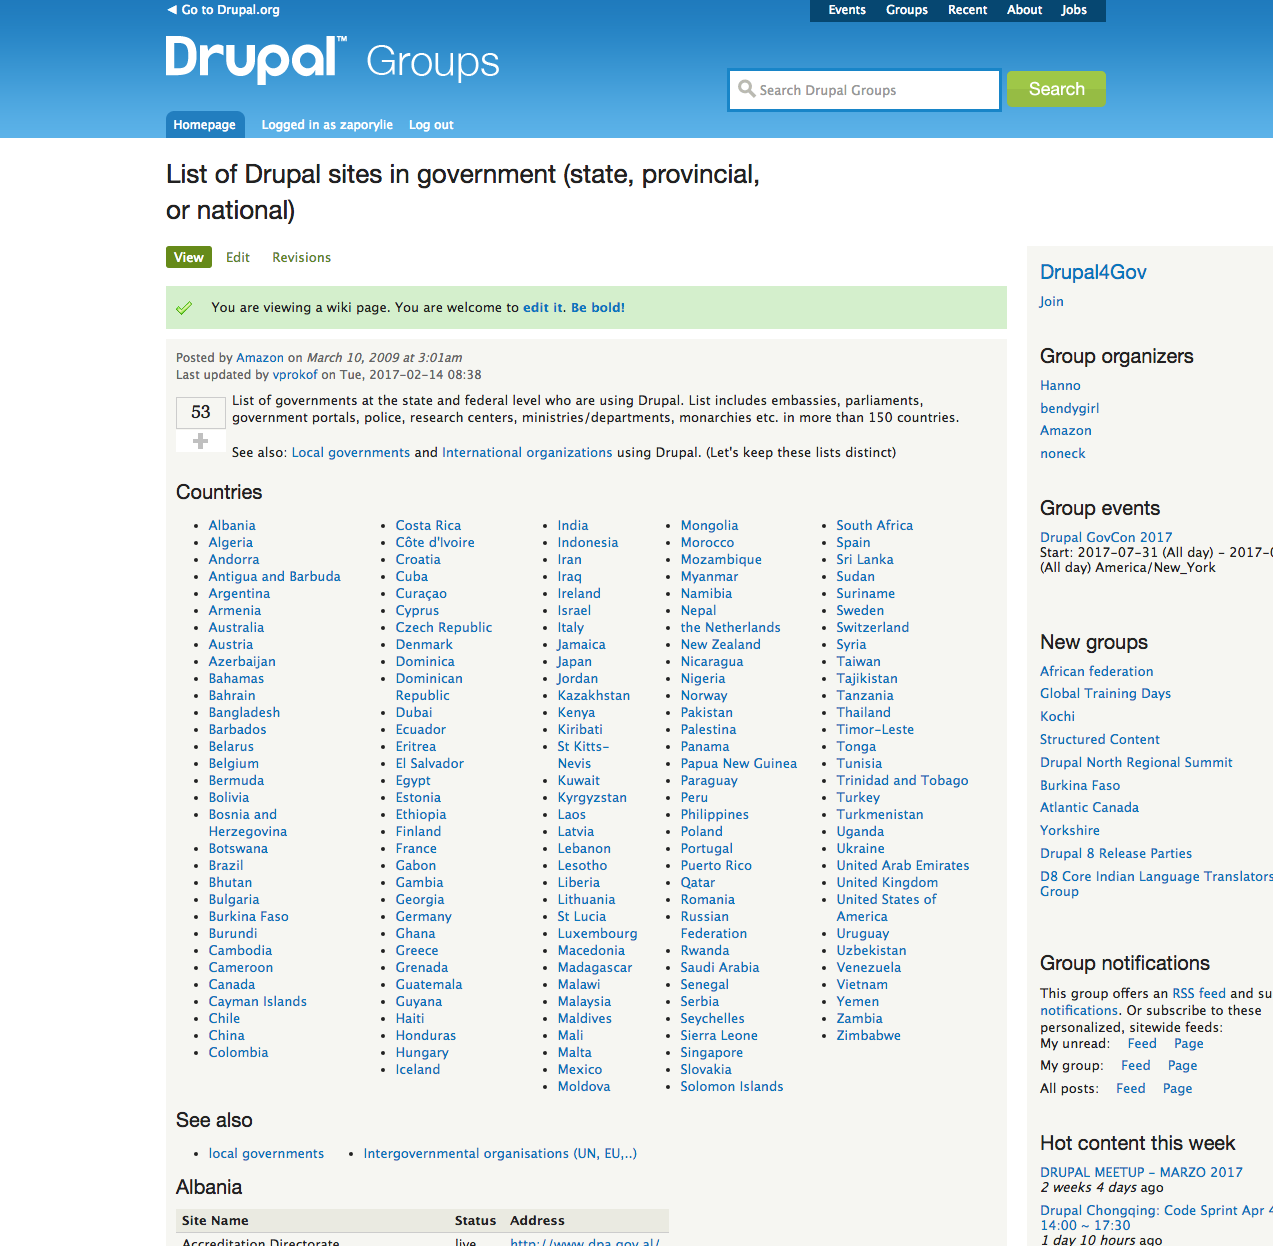 ◄ Go to Drupal.org
Events Groups Recent About Jobs
Drupal™ Groups
Search Drupal Groups
Search
Homepage Logged in as zaporylie Log out
List of Drupal sites in government (state, provincial,
or national)
View Edit Revisions
You are viewing a wiki page. You are welcome to edit it. Be bold!
Posted by Amazon on March 10, 2009 at 3:01am
Last updated by vprokof on Tue, 2017-02-14 08:38
53
List of governments at the state and federal level who are using Drupal. List includes embassies, parliaments,
government portals, police, research centers, ministries/departments, monarchies etc. in more than 150 countries.
See also: Local governments and International organizations using Drupal. (Let's keep these lists distinct)
Countries
Albania
Algeria
Andorra
Antigua and Barbuda
Argentina
Armenia
Australia
Austria
Azerbaijan
Bahamas
Bahrain
Bangladesh
Barbados
Belarus
Belgium
Bermuda
Bolivia
Bosnia and
Herzegovina
Botswana
Brazil
Bhutan
Bulgaria
Burkina Faso
Burundi
Cambodia
Cameroon
Canada
Cayman Islands
Chile
China
Colombia
Costa Rica
Côte d'Ivoire
Croatia
Cuba
Curaçao
Cyprus
Czech Republic
Denmark
Dominica
Dominican
Republic
Dubai
Ecuador
Eritrea
El Salvador
Egypt
Estonia
Ethiopia
Finland
France
Gabon
Gambia
Georgia
Germany
Ghana
Greece
Grenada
Guatemala
Guyana
Haiti
Honduras
Hungary
Iceland
India
Indonesia
Iran
Iraq
Ireland
Israel
Italy
Jamaica
Japan
Jordan
Kazakhstan
Kenya
Kiribati
St Kitts-
Nevis
Kuwait
Kyrgyzstan
Laos
Latvia
Lebanon
Lesotho
Liberia
Lithuania
St Lucia
Luxembourg
Macedonia
Madagascar
Malawi
Malaysia
Maldives
Mali
Malta
Mexico
Moldova
Mongolia
Morocco
Mozambique
Myanmar
Namibia
Nepal
the Netherlands
New Zealand
Nicaragua
Nigeria
Norway
Pakistan
Palestina
Panama
Papua New Guinea
Paraguay
Peru
Philippines
Poland
Portugal
Puerto Rico
Qatar
Romania
Russian
Federation
Rwanda
Saudi Arabia
Senegal
Serbia
Seychelles
Sierra Leone
Singapore
Slovakia
Solomon Islands
South Africa
Spain
Sri Lanka
Sudan
Suriname
Sweden
Switzerland
Syria
Taiwan
Tajikistan
Tanzania
Thailand
Timor-Leste
Tonga
Tunisia
Trinidad and Tobago
Turkey
Turkmenistan
Uganda
Ukraine
United Arab Emirates
United Kingdom
United States of
America
Uruguay
Uzbekistan
Venezuela
Vietnam
Yemen
Zambia
Zimbabwe
See also
local governments
Intergovernmental organisations (UN, EU,..)
Albania
Site Name Status Address
Accreditation Directorate live http://www.dpa.gov.al/
Drupal4Gov
Join
Group organizers
Hanno
bendygirl
Amazon
noneck
Group events
Drupal GovCon 2017
Start: 2017-07-31 (All day) - 2017-
(All day) America/New_York
New groups
African federation
Global Training Days
Kochi
Structured Content
Drupal North Regional Summit
Burkina Faso
Atlantic Canada
Yorkshire
Drupal 8 Release Parties
D8 Core Indian Language Translators
Group
Group notifications
This group offers an RSS feed and su
notifications. Or subscribe to these
personalized, sitewide feeds:
My unread: Feed Page
My group: Feed Page
All posts: Feed Page
Hot content this week
DRUPAL MEETUP - MARZO 2017
2 weeks 4 days ago
Drupal Chongqing: Code Sprint Apr 4
14:00 ~ 17:30
1 day 10 hours ago